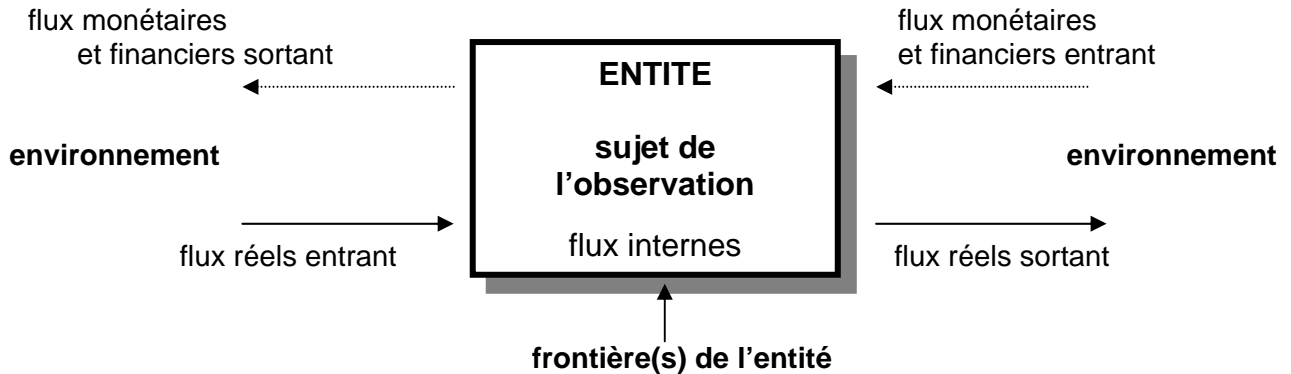 flux monétaires
et financiers sortant
flux monétaires
et financiers entrant
ENTITE
environnement
sujet de
l'observation
environnement
flux réels entrant
flux internes
flux réels sortant
frontière(s) de l'entité